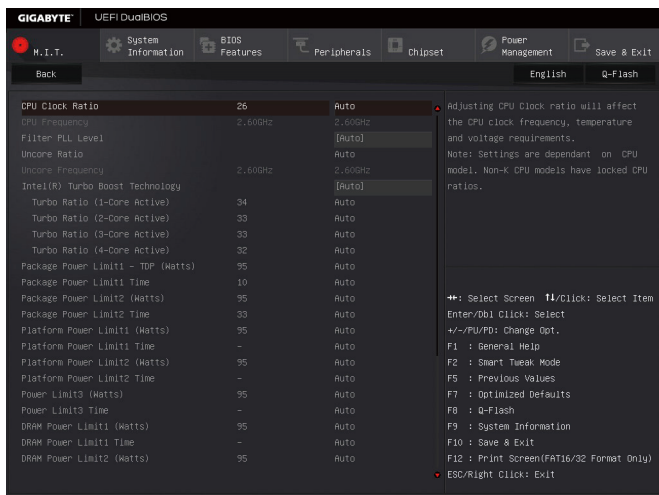 GIGABYTE™ UEFI DualBIOS
M.I.T. System Information BIOS Features Peripherals Chipset Power Management Save & Exit
Back English Q-Flash
CPU Clock Ratio 26 Auto
CPU Frequency 2.60GHz 2.60GHz
Filter PLL Level [Auto]
Uncore Ratio Auto
Uncore Frequency 2.60GHz 2.60GHz
Intel(R) Turbo Boost Technology [Auto]
Turbo Ratio (1-Core Active) 34 Auto
Turbo Ratio (2-Core Active) 33 Auto
Turbo Ratio (3-Core Active) 33 Auto
Turbo Ratio (4-Core Active) 32 Auto
Package Power Limit1 - TDP (Watts) 95 Auto
Package Power Limit1 Time 10 Auto
Package Power Limit2 (Watts) 95 Auto
Package Power Limit2 Time 33 Auto
Platform Power Limit1 (Watts) 95 Auto
Platform Power Limit1 Time - Auto
Platform Power Limit2 (Watts) 95 Auto
Platform Power Limit2 Time - Auto
Power Limit3 (Watts) 95 Auto
Power Limit3 Time - Auto
DRAM Power Limit1 (Watts) 95 Auto
DRAM Power Limit1 Time - Auto
DRAM Power Limit2 (Watts) 95 Auto
Adjusting CPU Clock ratio will affect
the CPU clock frequency, temperature
and voltage requirements.
Note: Settings are dependant on CPU
model. Non-K CPU models have locked CPU
ratios.
→←: Select Screen ↑↓/Click: Select Item
Enter/Dbl Click: Select
+/-/PU/PD: Change Opt.
F1 : General Help
F2 : Smart Tweak Mode
F5 : Previous Values
F7 : Optimized Defaults
F8 : Q-Flash
F9 : System Information
F10 : Save & Exit
F12 : Print Screen(FAT16/32 Format Only)
ESC/Right Click: Exit